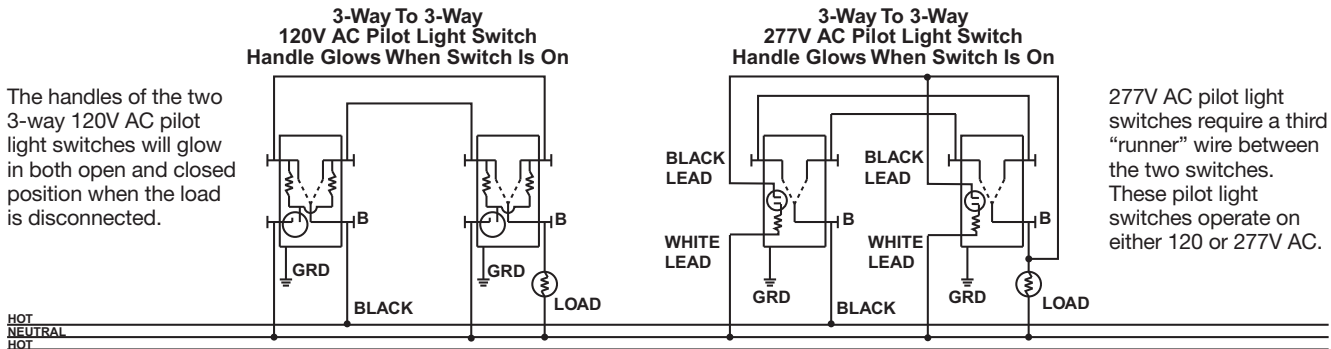 3-Way To 3-Way
120V AC Pilot Light Switch
Handle Glows When Switch Is On
3-Way To 3-Way
277V AC Pilot Light Switch
Handle Glows When Switch Is On
The handles of the two
3-way 120V AC pilot
light switches will glow
in both open and closed
position when the load
is disconnected.
B
GRD
B
GRD
LOAD
BLACK
BLACK
LEAD
WHITE
LEAD
B
GRD
BLACK
LEAD
WHITE
LEAD
B
GRD
LOAD
BLACK
277V AC pilot light
switches require a third
“runner” wire between
the two switches.
These pilot light
switches operate on
either 120 or 277V AC.
HOT
NEUTRAL
HOT